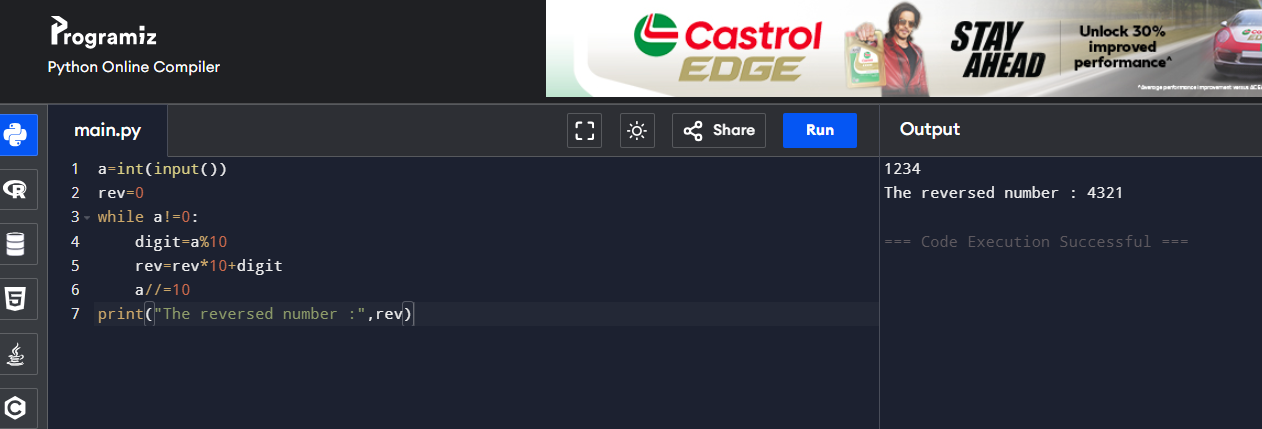 Programiz
Python Online Compiler
Castrol
EDGE
STAY
AHEAD
Unlock 30%
improved
performance^
main.py
Share
Run
Output
1 a=int(input())
2 rev=0
3 while a!=0:
4     digit=a%10
5     rev=rev*10+digit
6     a//=10
7 print("The reversed number :",rev)
1234
The reversed number : 4321
=== Code Execution Successful ===